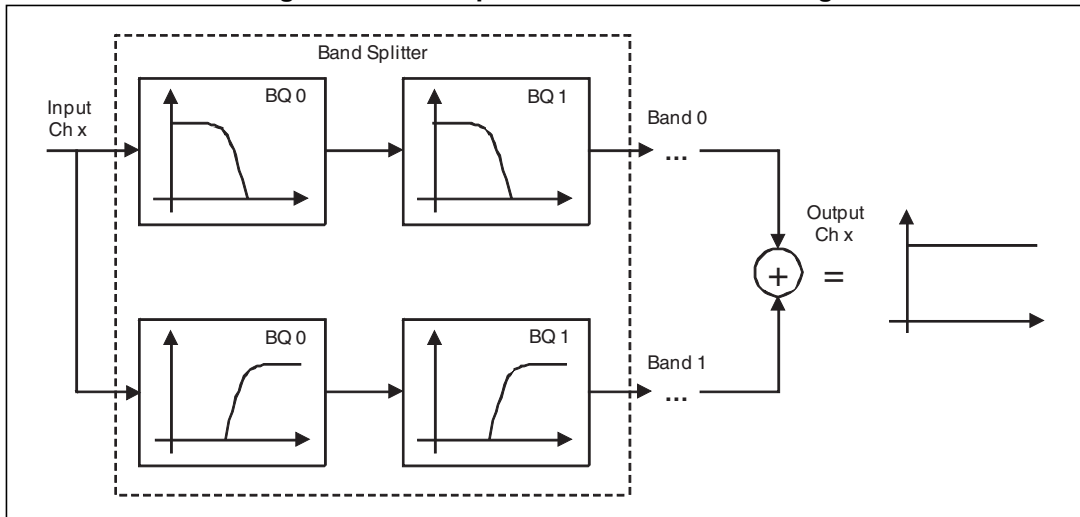 Band Splitter
Input
Ch x
BQ 0
BQ 1
Band 0
...
Output
Ch x
+
=
BQ 0
BQ 1
Band 1
...